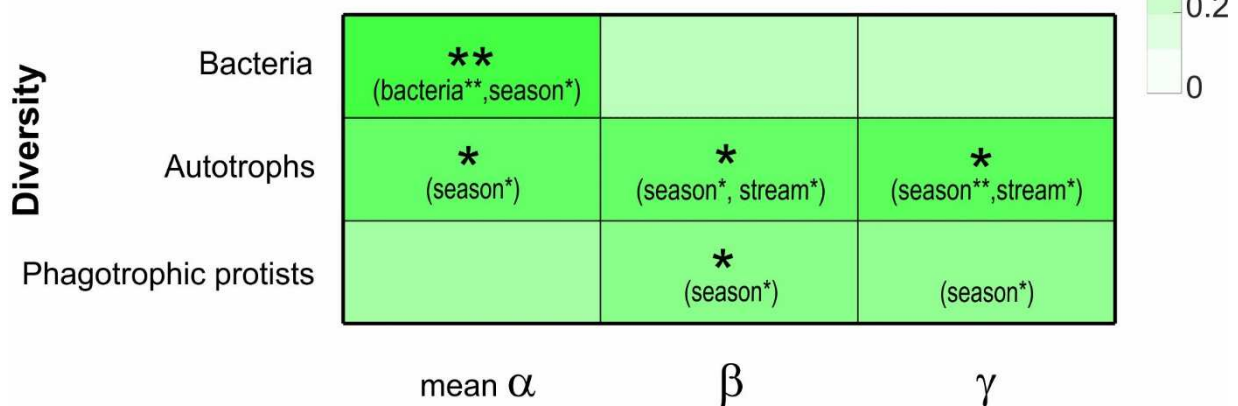 0.2
0
Diversity
Bacteria
**
(bacteria**,season*)
Autotrophs
*
(season*)
*
(season*, stream*)
*
(season**,stream*)
Phagotrophic protists
*
(season*)
(season*)
mean α
β
γ